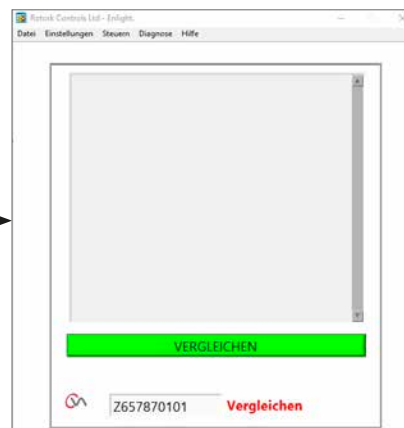 Rotork Controls Ltd - Enlight.
Datei Einstellungen Steuern Diagnose Hilfe
VERGLEICHEN
Z657870101 Vergleichen